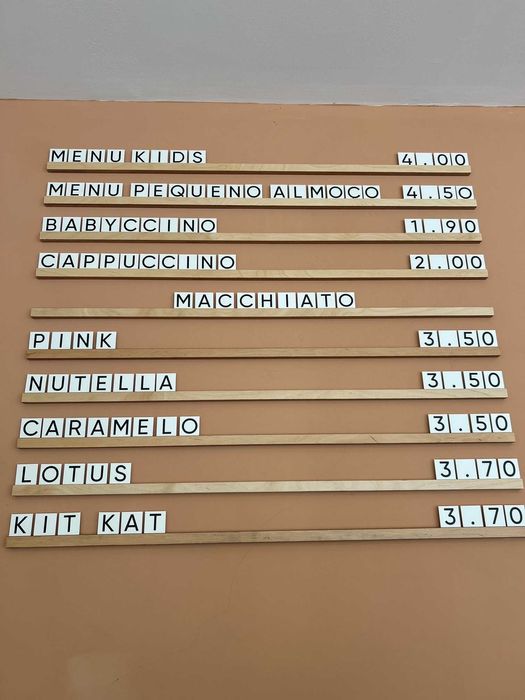 MENU KIDS 4.00
MENU PEQUENO ALMOCO 4.50
BABYCCINO 1.90
CAPPUCCINO 2.00
MACCHIATO
PINK 3.50
NUTELLA 3.50
CARAMELO 3.50
LOTUS 3.70
KIT KAT 3.70